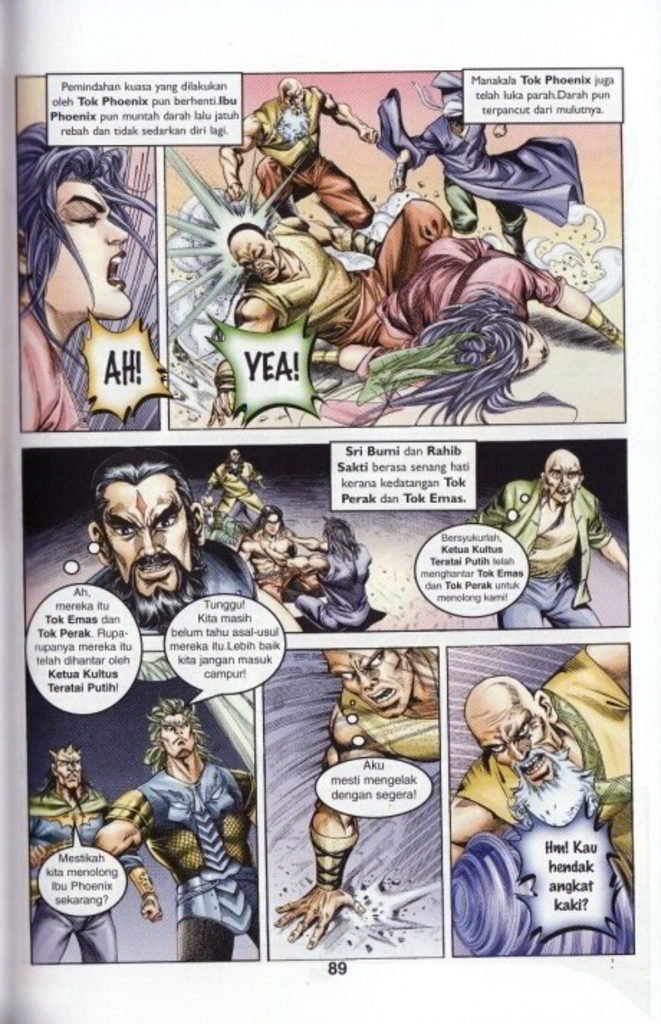 Pemindahan kuasa yang dilakukan
oleh Tok Phoenix pun berhenti.Ibu
Phoenix pun muntah darah lalu jatuh
rebah dan tidak sedarkan diri lagi.
Manakala Tok Phoenix juga
telah luka parah.Darah pun
terpancut dari mulutnya.
AH!
YEA!
Sri Bumi dan Rahib
Sakti berasa senang hati
kerana kedatangan Tok
Perak dan Tok Emas.
Ah,
mereka itu
Tok Emas dan
Tok Perak. Rupa-
rupanya mereka itu
telah dihantar oleh
Ketua Kultus
Teratai Putih!
Bersyukurlah,
Ketua Kultus
Teratai Putih telah
menghantar Tok Emas
dan Tok Perak untuk
menolong kami!
Tunggu!
Kita masih
belum tahu asal-usul
mereka itu.Lebih baik
kita jangan masuk
campur!
Mestikah
kita menolong
Ibu Phoenix
sekarang?
Aku
mesti mengelak
dengan segera!
Hm! Kau
hendak
angkat
kaki?
89